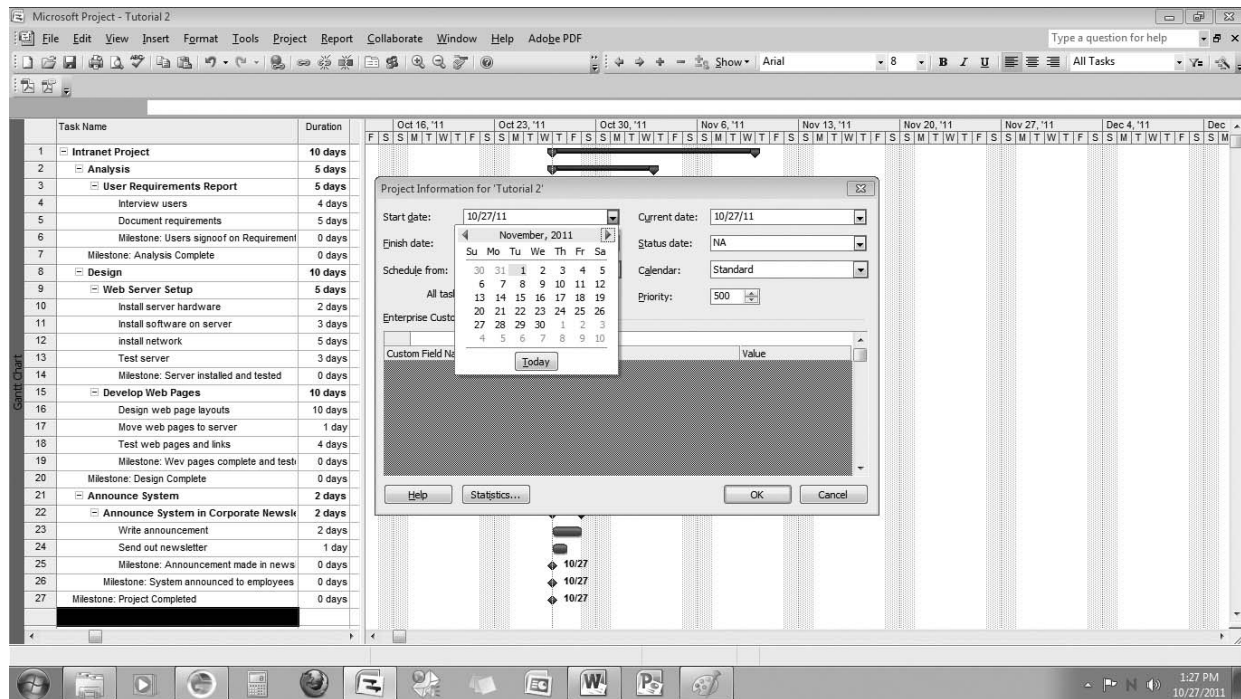 Microsoft Project - Tutorial 2
File Edit View Insert Format Tools Project Report Collaborate Window Help Adobe PDF
Type a question for help
Show Arial 8 B I U All Tasks
Task Name Duration
Oct 16, '11 Oct 23, '11 Oct 30, '11 Nov 6, '11 Nov 13, '11 Nov 20, '11 Nov 27, '11 Dec 4, '11 Dec
F S S M T W T F S S M T W T F S S M T W T F S S M T W T F S S M T W T F S S M T W T F S S M T W T F S S M T W T F S S M
1 Intranet Project 10 days
2 Analysis 5 days
3 User Requirements Report 5 days
4 Interview users 4 days
5 Document requirements 5 days
6 Milestone: Users signoof on Requirement 0 days
7 Milestone: Analysis Complete 0 days
8 Design 10 days
9 Web Server Setup 5 days
10 Install server hardware 2 days
11 Install software on server 3 days
12 install network 5 days
13 Test server 3 days
14 Milestone: Server installed and tested 0 days
15 Develop Web Pages 10 days
16 Design web page layouts 10 days
17 Move web pages to server 1 day
18 Test web pages and links 4 days
19 Milestone: Wev pages complete and test 0 days
20 Milestone: Design Complete 0 days
21 Announce System 2 days
22 Announce System in Corporate Newsle 2 days
23 Write announcement 2 days
24 Send out newsletter 1 day
25 Milestone: Announcement made in news 0 days 10/27
26 Milestone: System announced to employees 0 days 10/27
27 Milestone: Project Completed 0 days 10/27
Gantt Chart
Project Information for 'Tutorial 2'
Start date: 10/27/11 Current date: 10/27/11
Finish date: Status date: NA
Schedule from: Calendar: Standard
All tas Priority: 500
Enterprise Custo
Custom Field Na Value
November, 2011
Su Mo Tu We Th Fr Sa
30 31 1 2 3 4 5
6 7 8 9 10 11 12
13 14 15 16 17 18 19
20 21 22 23 24 25 26
27 28 29 30 1 2 3
4 5 6 7 8 9 10
Today
Help Statistics... OK Cancel
1:27 PM
10/27/2011